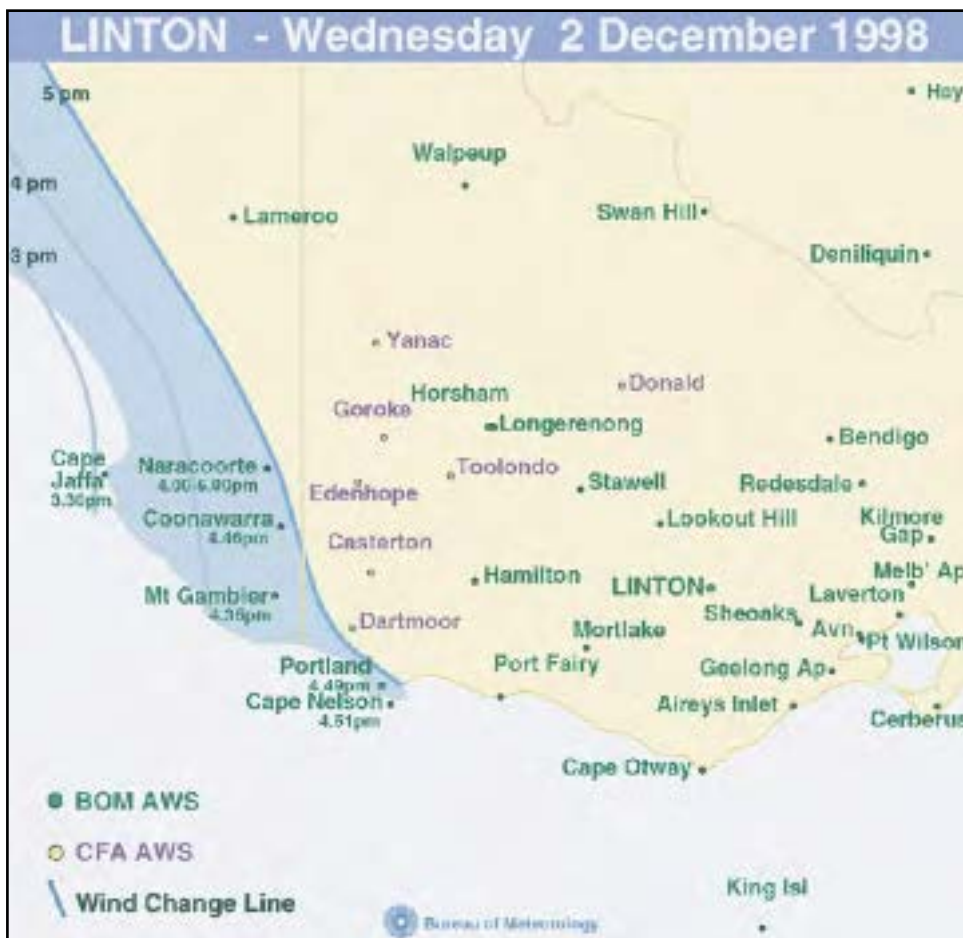 LINTON - Wednesday 2 December 1998
5 pm
Hay
Walpeup
4 pm
Lameroo
Swan Hill
3 pm
Deniliquin
Yanac
Donald
Horsham
Goroke
Longerenong
Bendigo
Cape
Jaffa
3.30pm
Naracoorte
Toolondo
Edenhope
Stawell
Redesdale
Coonawarra
4.46pm
Lookout Hill
Kilmore
Gap
Casterton
Melb' Ap
Hamilton
LINTON
Laverton
Mt Gambier
4.35pm
Sheoaks
Dartmoor
Mortlake
Avn
Pt Wilson
Portland
4.49pm
Port Fairy
Geelong Ap
Cape Nelson
4.51pm
Aireys Inlet
Cerberus
Cape Otway
BOM AWS
CFA AWS
King Isl
Wind Change Line
Bureau of Meteorology